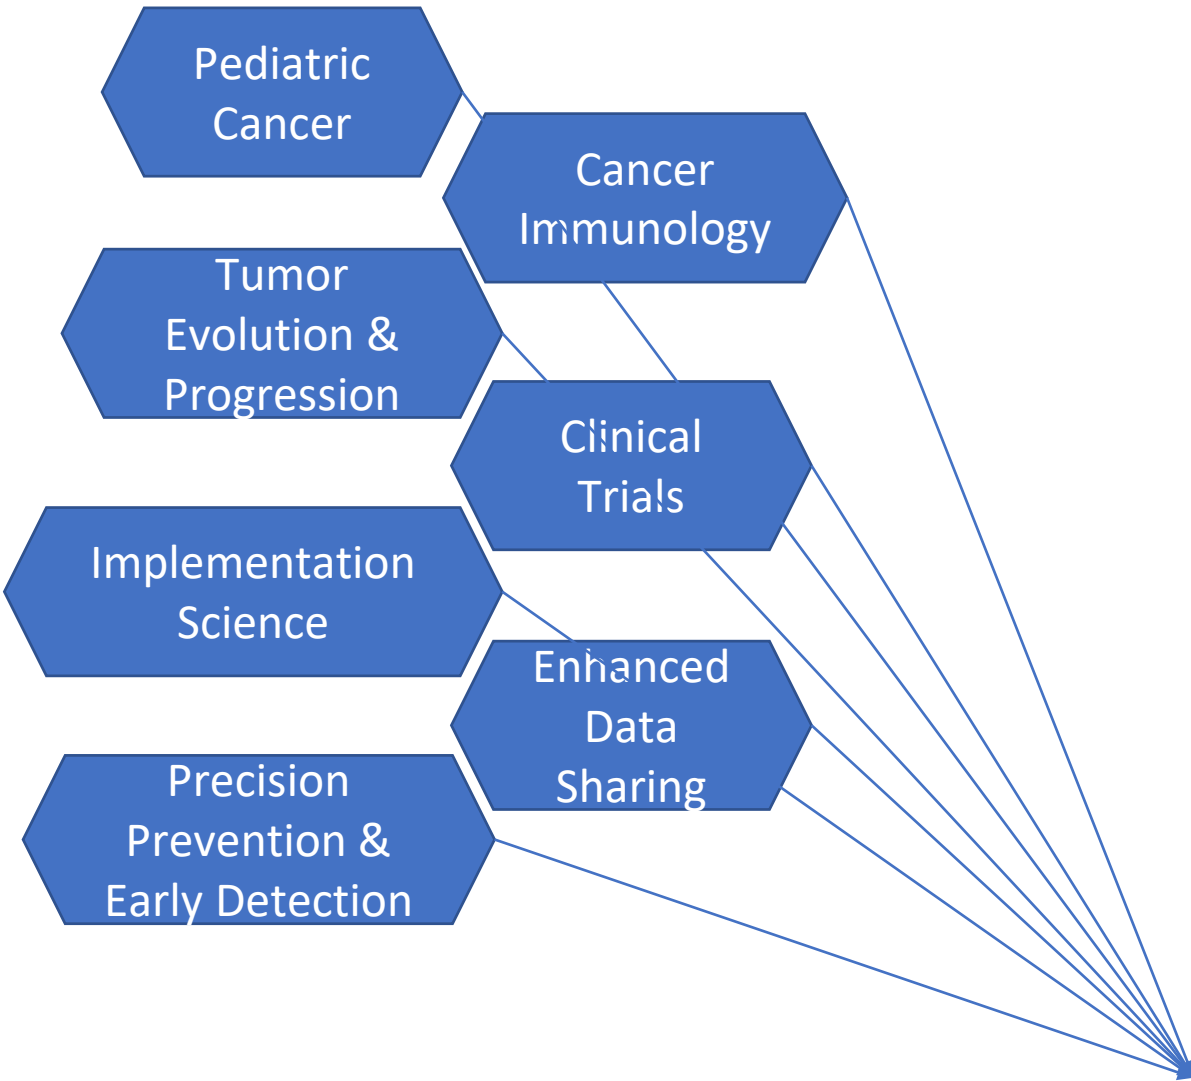 Pediatric
Cancer
Cancer
Immunology
Tumor
Evolution &
Progression
Clinical
Trials
Implementation
Science
Enhanced
Data
Sharing
Precision
Prevention &
Early Detection